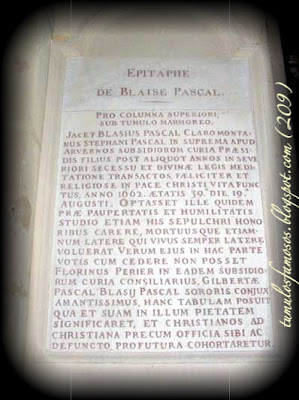 EPITAPHE
DE BLAISE PASCAL.
PRO COLUMNA SUPERIORI,
SUB TUMULO MARMOREO.
JACET BLASIUS PASCAL CLAROMONTA-
NUS STEPHANI PASCAL IN SUPREMA APUD
ARVERNOS SUBSIDIORUM CURIA PRÆSI-
DIS FILIUS POST ALIQUOT ANNOS IN SEVE-
RIORI SECESSU ET DIVINÆ LEGIS MEDI-
TATIONE TRANSACTOS, FÆLICITER ET
RELIGIOSE IN PACE CHRISTI VITA FUNC-
TUS, ANNO 1662. ÆTATIS 39º DIE 19ª
AUGUSTI. OPTASSET ILLE QUIDEM
PRÆ PAUPERTATIS ET HUMILITATIS
STUDIO ETIAM HIS SEPULCHRI HONO-
RIBUS CARERE, MORTUUSQUE ETIAM-
NUM LATERE QUI VIVUS SEMPER LATERE
VOLUERAT VERUM EJUS IN HAC PARTE
VOTIS CUM CEDERE NON POSSET
FLORINUS PERIER IN EADEM SUBSIDIO-
RUM CURIA CONSILIARIUS, GILBERTÆ
PASCAL BLASIJ PASCAL SORORIS CONJUX
AMANTISSIMUS, HANC TABULAM POSUIT
QUA ET SUAM IN ILLUM PIETATEM
SIGNIFICARET, ET CHRISTIANOS AD
CHRISTIANA PRECUM OFFICIA SIBI AC
DEFUNCTO PROFUTURA COHORTARETUR.
tumulosfamosos.blogspot.com (209)